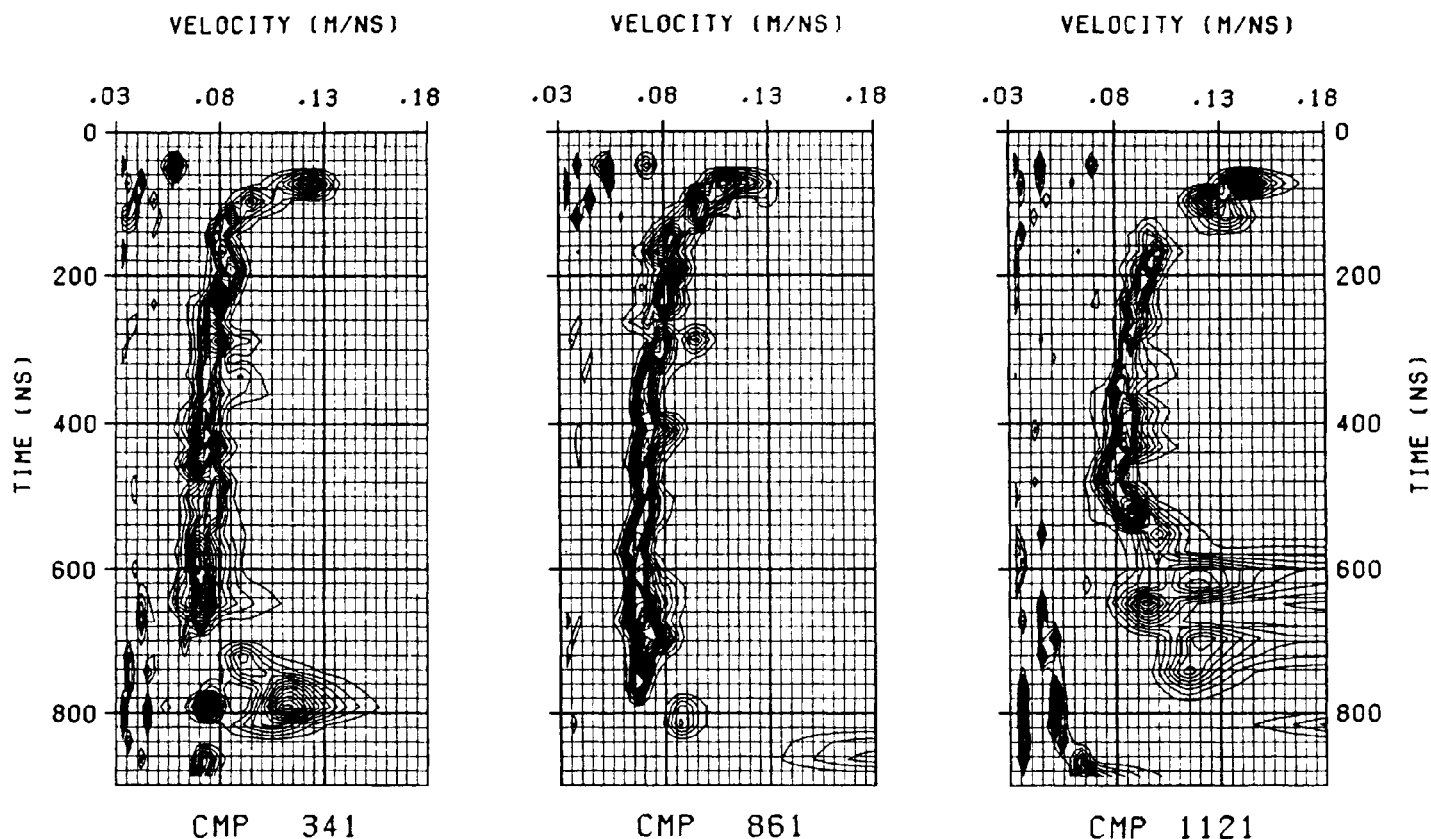 VELOCITY (M/NS) VELOCITY (M/NS) VELOCITY (M/NS)
.03 .08 .13 .18 .03 .08 .13 .18 .03 .08 .13 .18
0 0
200 200
400 400
600 600
800 800
TIME (NS)
TIME (NS)
CMP 341 CMP 861 CMP 1121